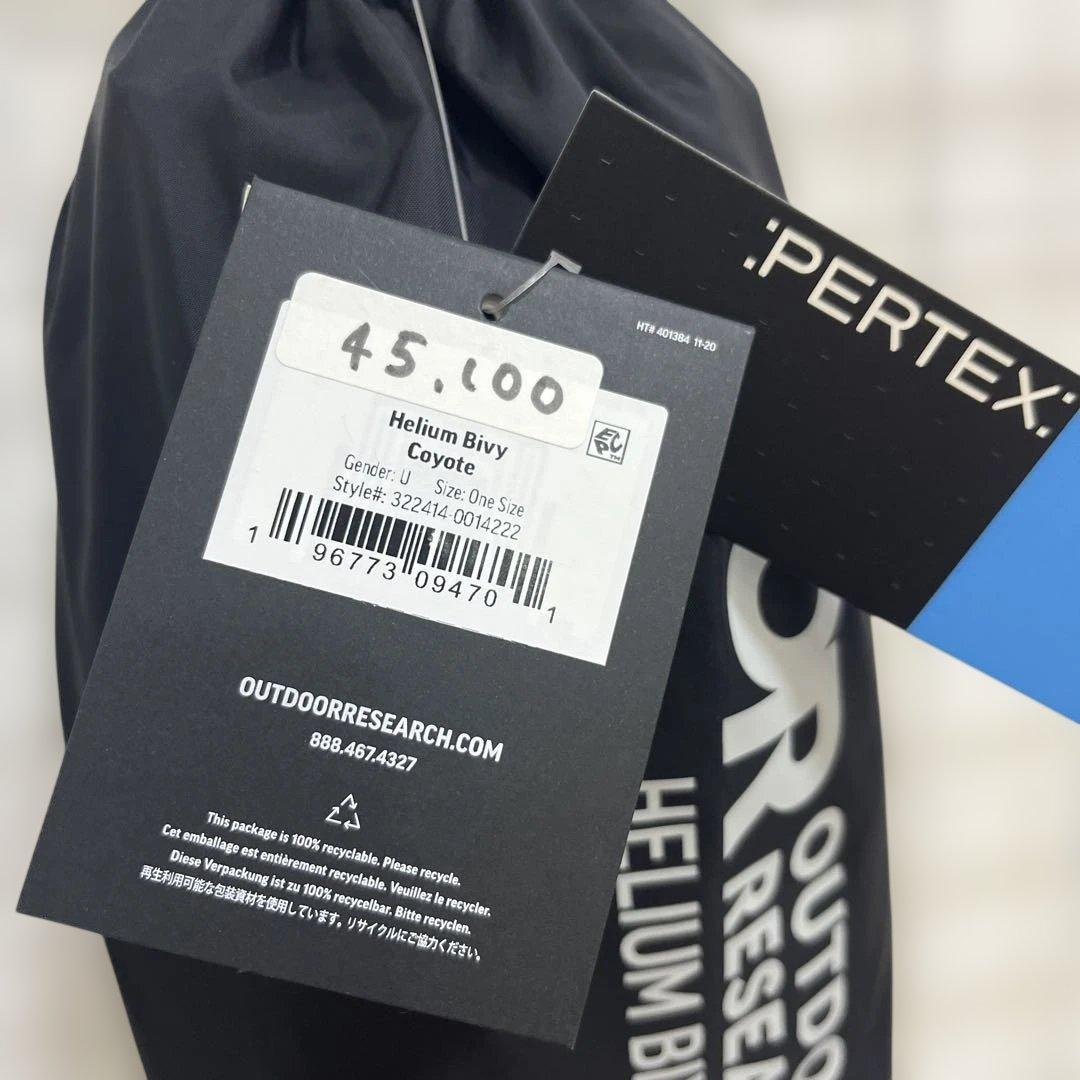 :PERTEX:
HT# 401384 11-20
45,100
Helium Bivy
Coyote
Gender: U Size: One Size
Style#: 322414-0014222
1 96773 09470 1
OUTDOORRESEARCH.COM
888.467.4327
This package is 100% recyclable. Please recycle.
Cet emballage est entièrement recyclable. Veuillez le recycler.
Diese Verpackung ist zu 100% recycelbar. Bitte recyclen.
再生利用可能な包装資材を使用しています。リサイクルにご協力ください。
OR
OUTDO
RESEA
HELIUM BI